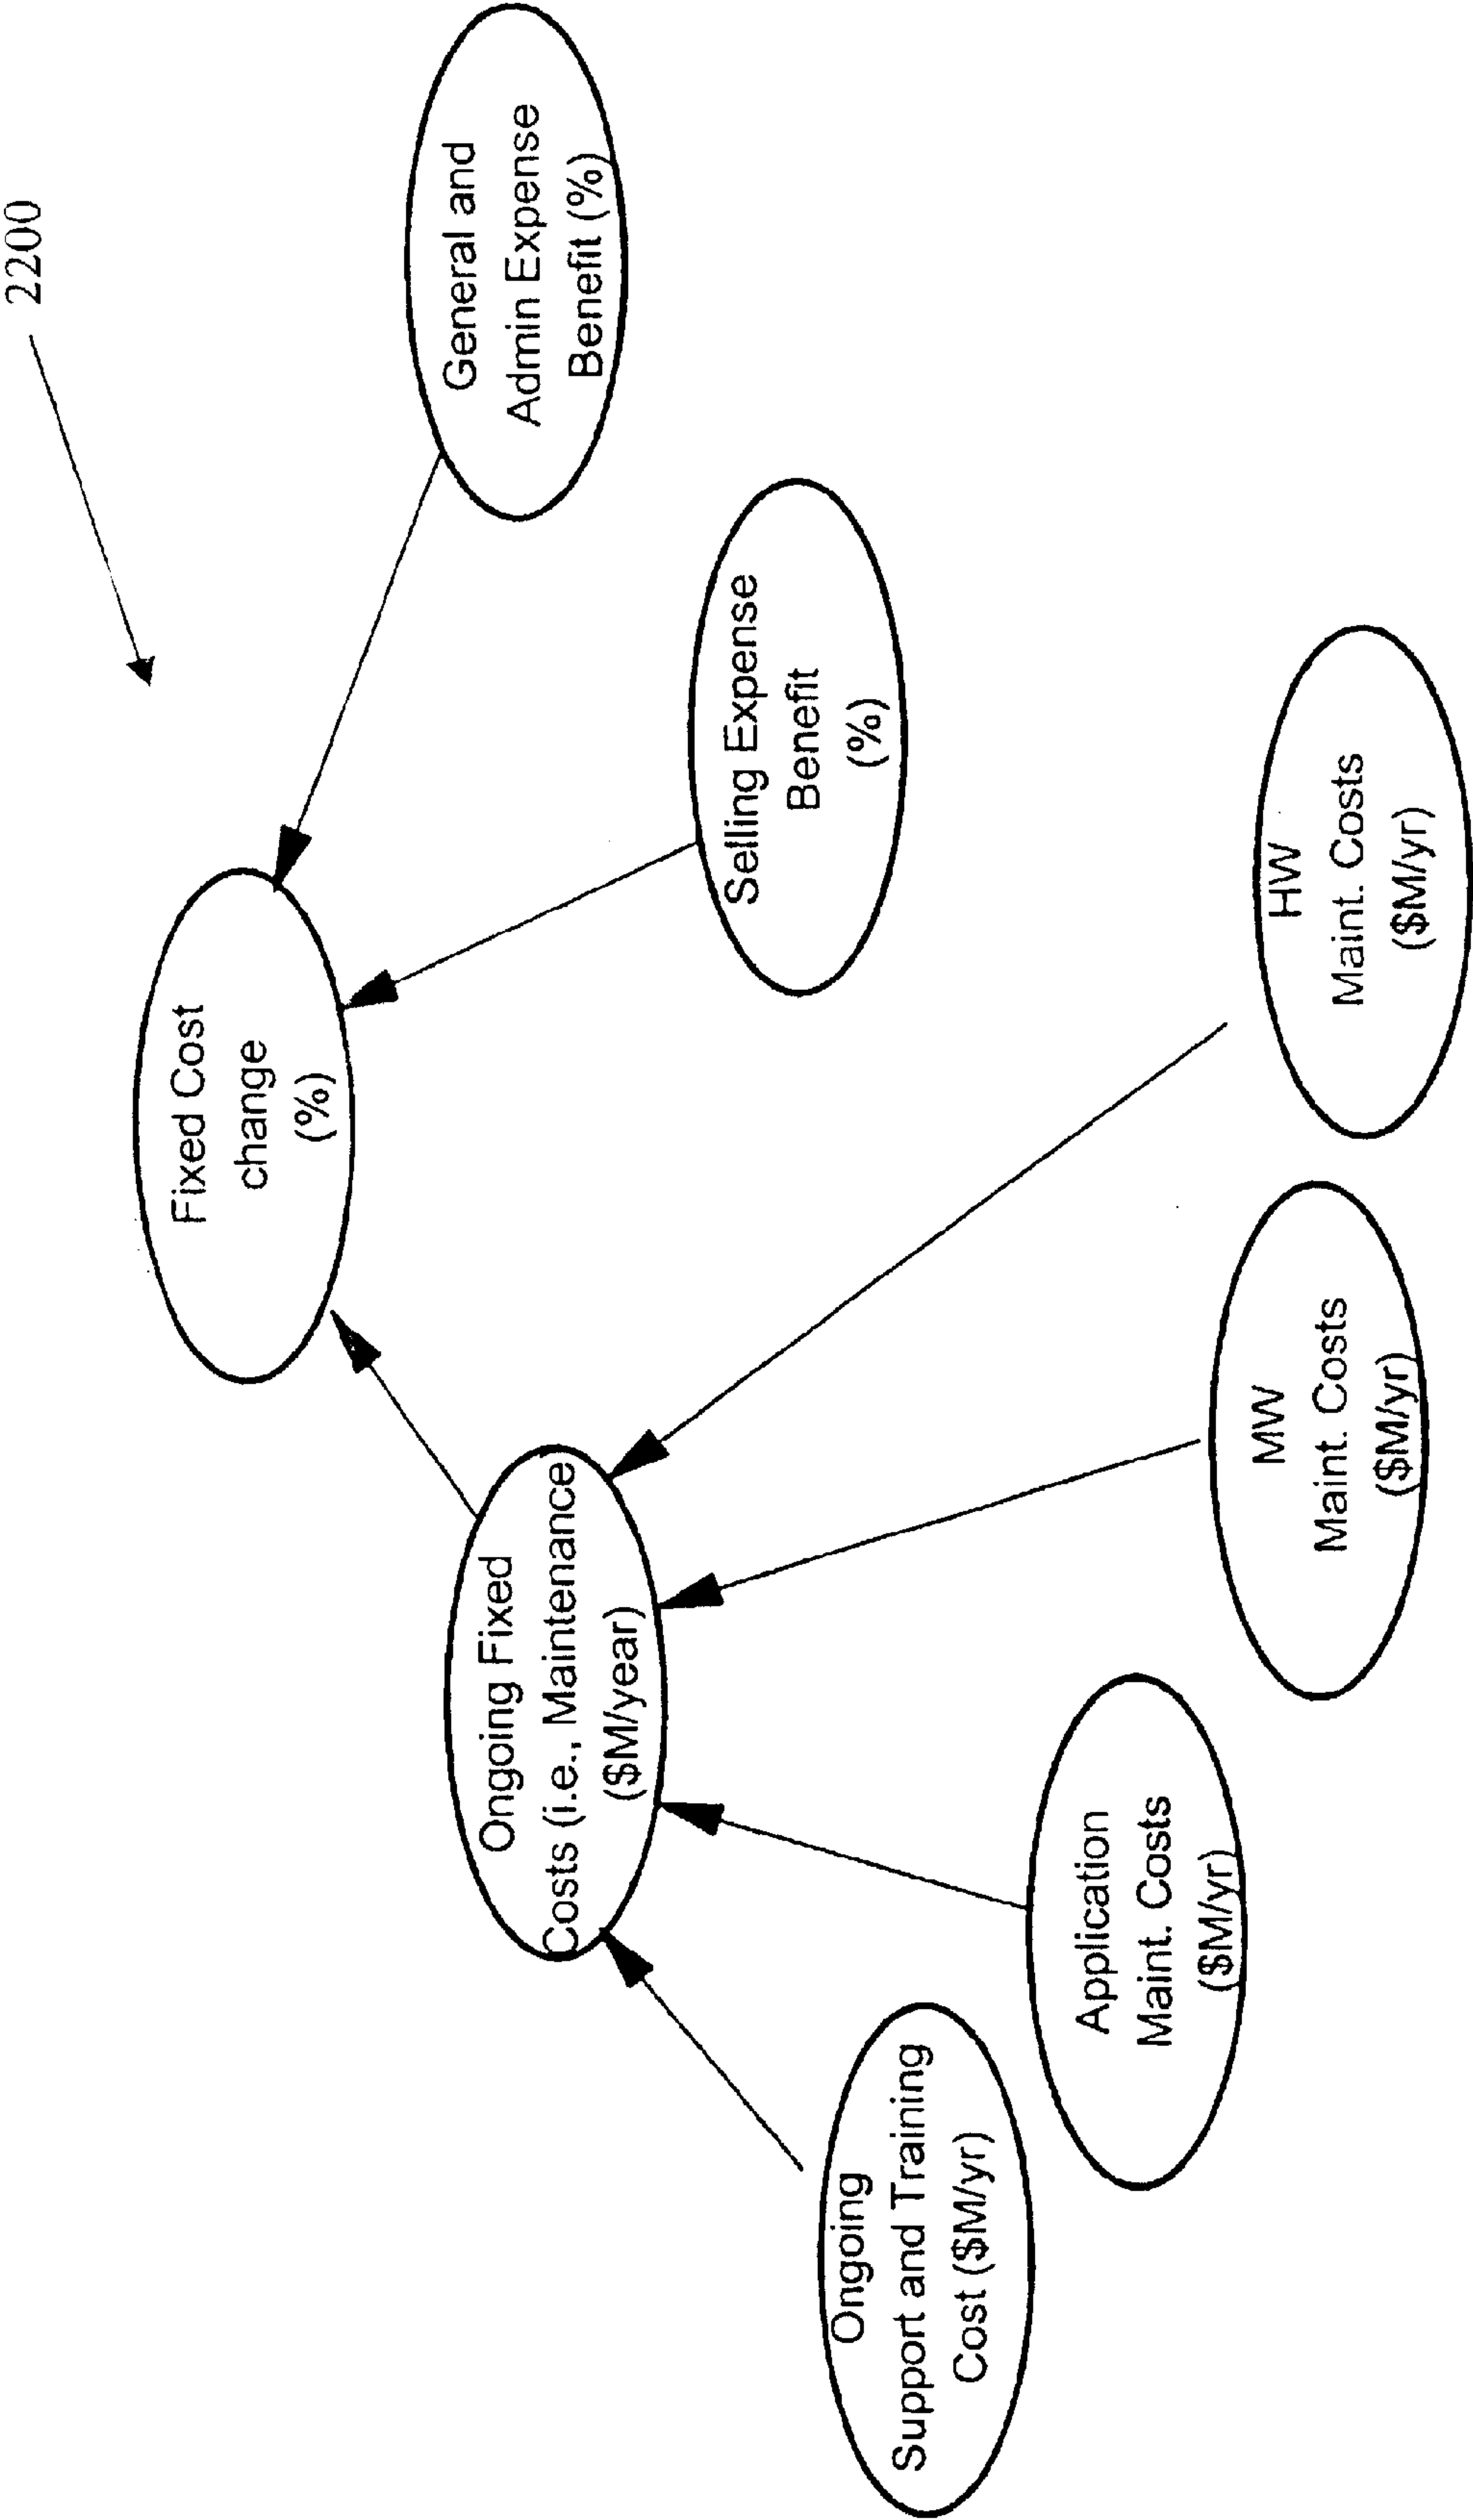 2200
Fixed Cost
change
(%)
General and
Admin Expense
Benefit (%)
Selling Expense
Benefit
(%)
Ongoing Fixed
Costs (i.e., Maintenance
($M/year)
Ongoing
Support and Training
Cost ($M/yr)
Application
Maint. Costs
($M/yr)
MW
Maint. Costs
($M/yr)
HW
Maint. Costs
($M/yr)